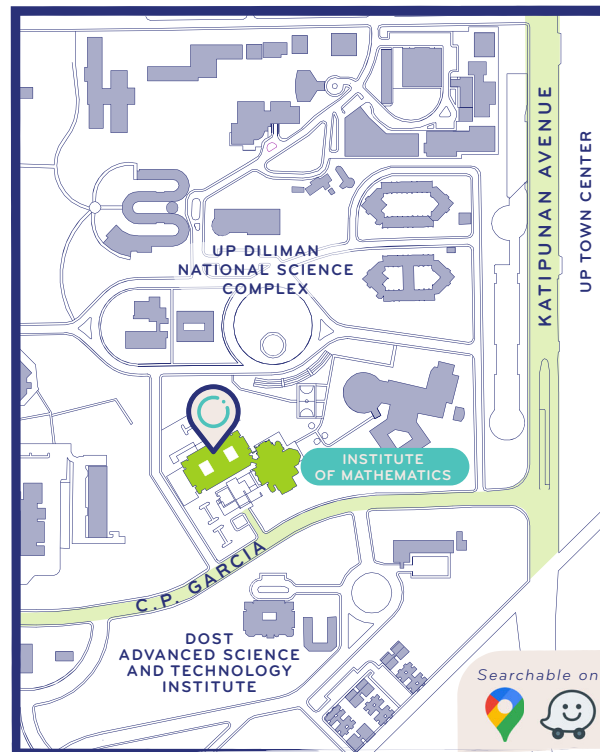 KATIPUNAN AVENUE
UP TOWN CENTER
UP DILIMAN
NATIONAL SCIENCE
COMPLEX
INSTITUTE
OF MATHEMATICS
C.P. GARCIA
DOST
ADVANCED SCIENCE
AND TECHNOLOGY
INSTITUTE
Searchable on